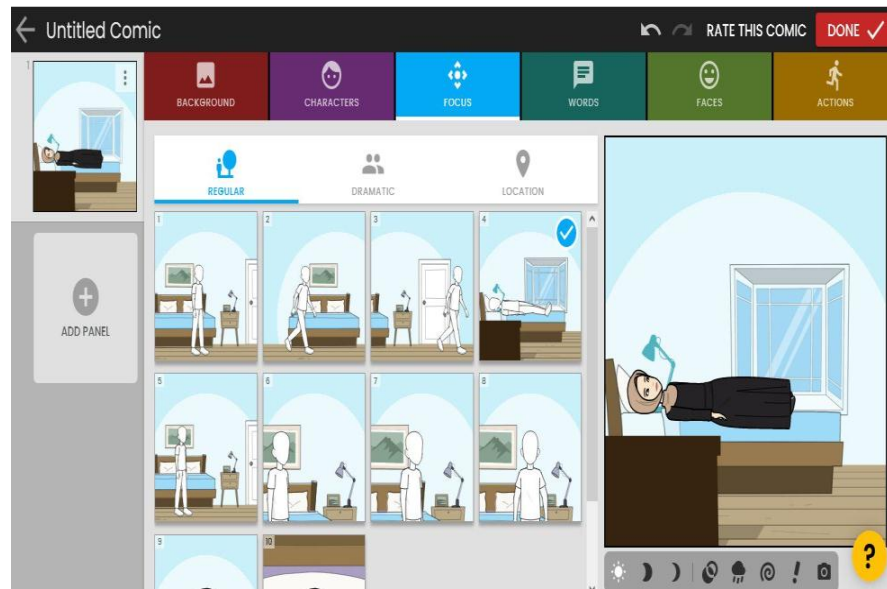 Untitled Comic
RATE THIS COMIC
DONE
1
BACKGROUND
CHARACTERS
FOCUS
WORDS
FACES
ACTIONS
REGULAR
DRAMATIC
LOCATION
1
2
3
4
ADD PANEL
5
6
7
8
9
10
?